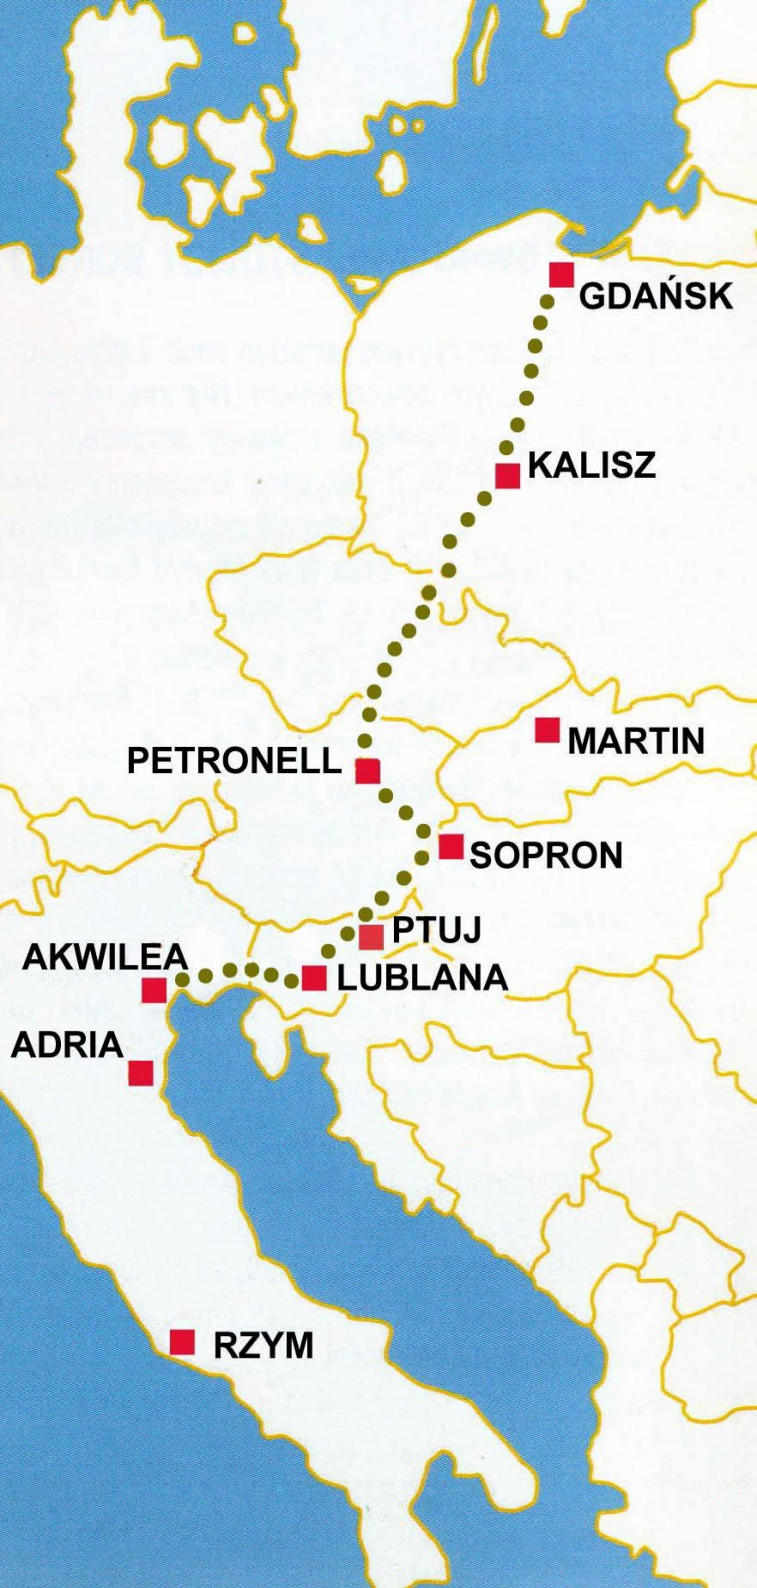 GDAŃSK
KALISZ
MARTIN
PETRONELL
SOPRON
PTUJ
AKWILEA
LUBLANA
ADRIA
RZYM